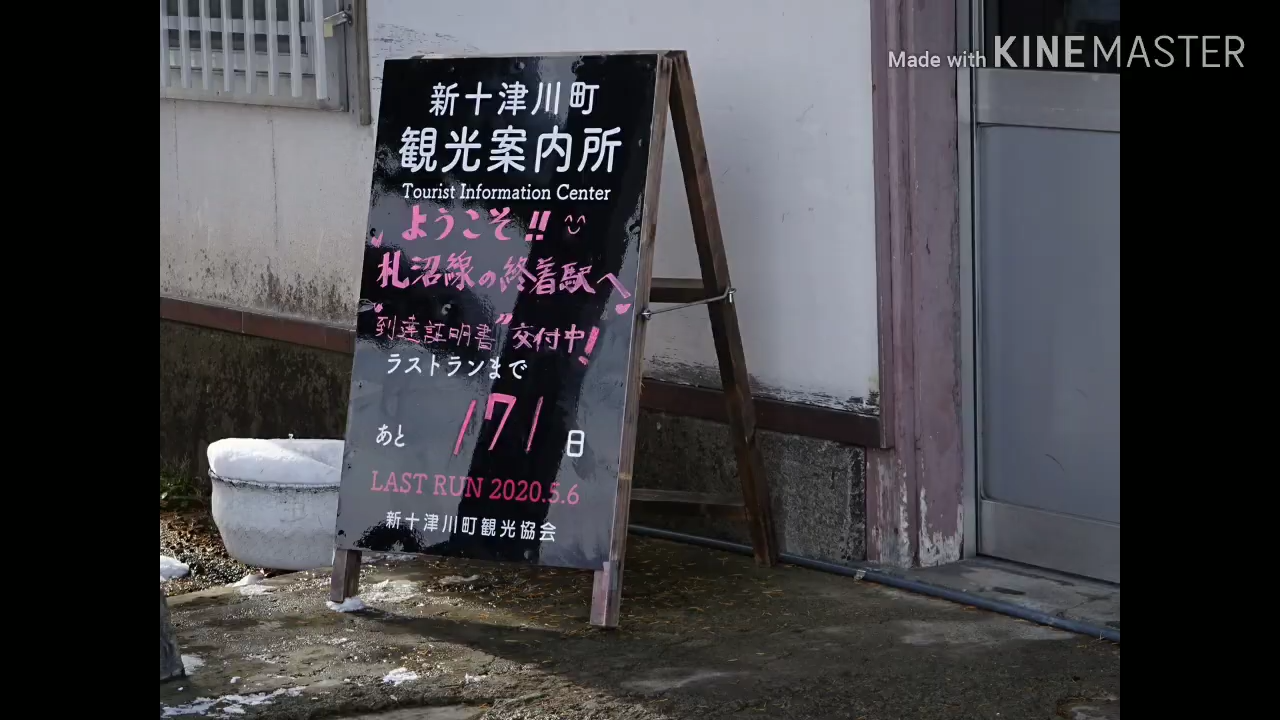 Made with KINEMASTER
新十津川町
観光案内所
Tourist Information Center
ようこそ!!
札沼線の終着駅へ
"到達証明書"交付中!
ラストランまで
あと 171 日
LAST RUN 2020.5.6
新十津川町観光協会